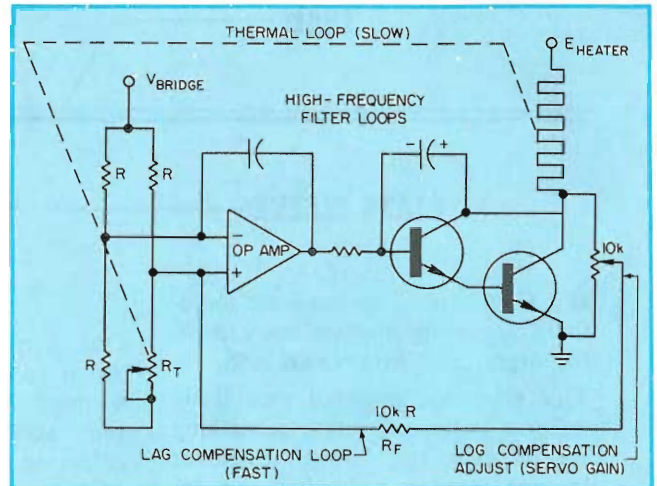 THERMAL LOOP (SLOW)
E HEATER
V BRIDGE
HIGH-FREQUENCY
FILTER LOOPS
R
R
- +
-
OP AMP
+
10k
R
R T
10k R
R F
LAG COMPENSATION LOOP
(FAST)
LOG COMPENSATION
ADJUST (SERVO GAIN)